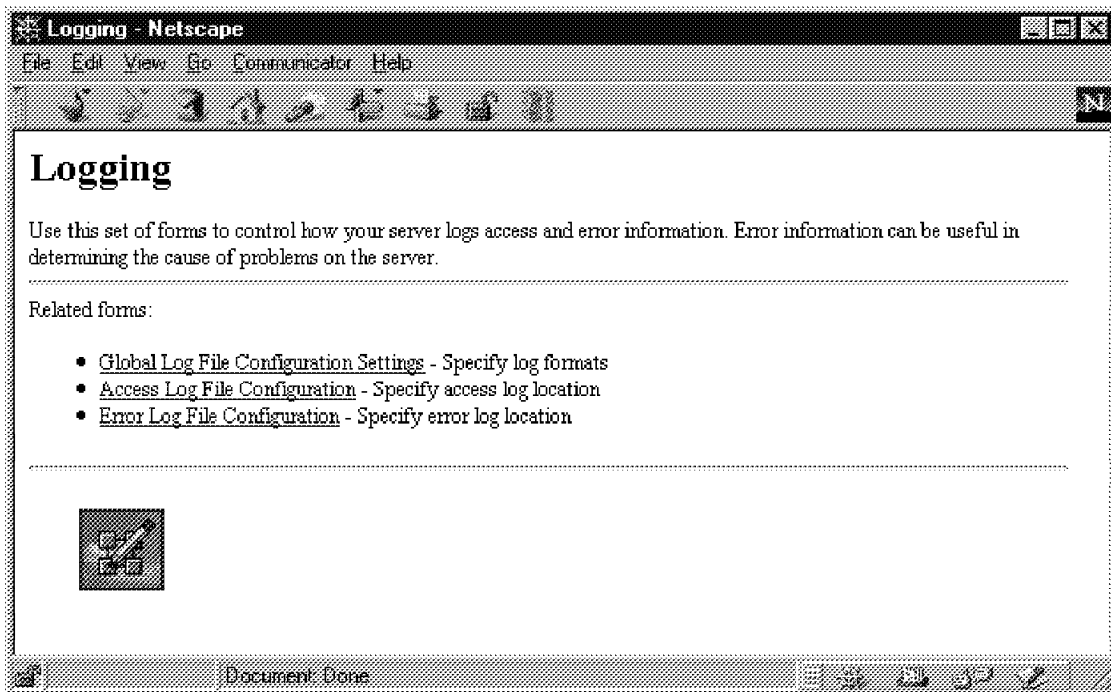 Logging - Netscape
File Edit View Go Communicator Help
N
Logging
Use this set of forms to control how your server logs access and error information. Error information can be useful in
determining the cause of problems on the server.
Related forms:
• Global Log File Configuration Settings - Specify log formats
• Access Log File Configuration - Specify access log location
• Error Log File Configuration - Specify error log location
Document: Done